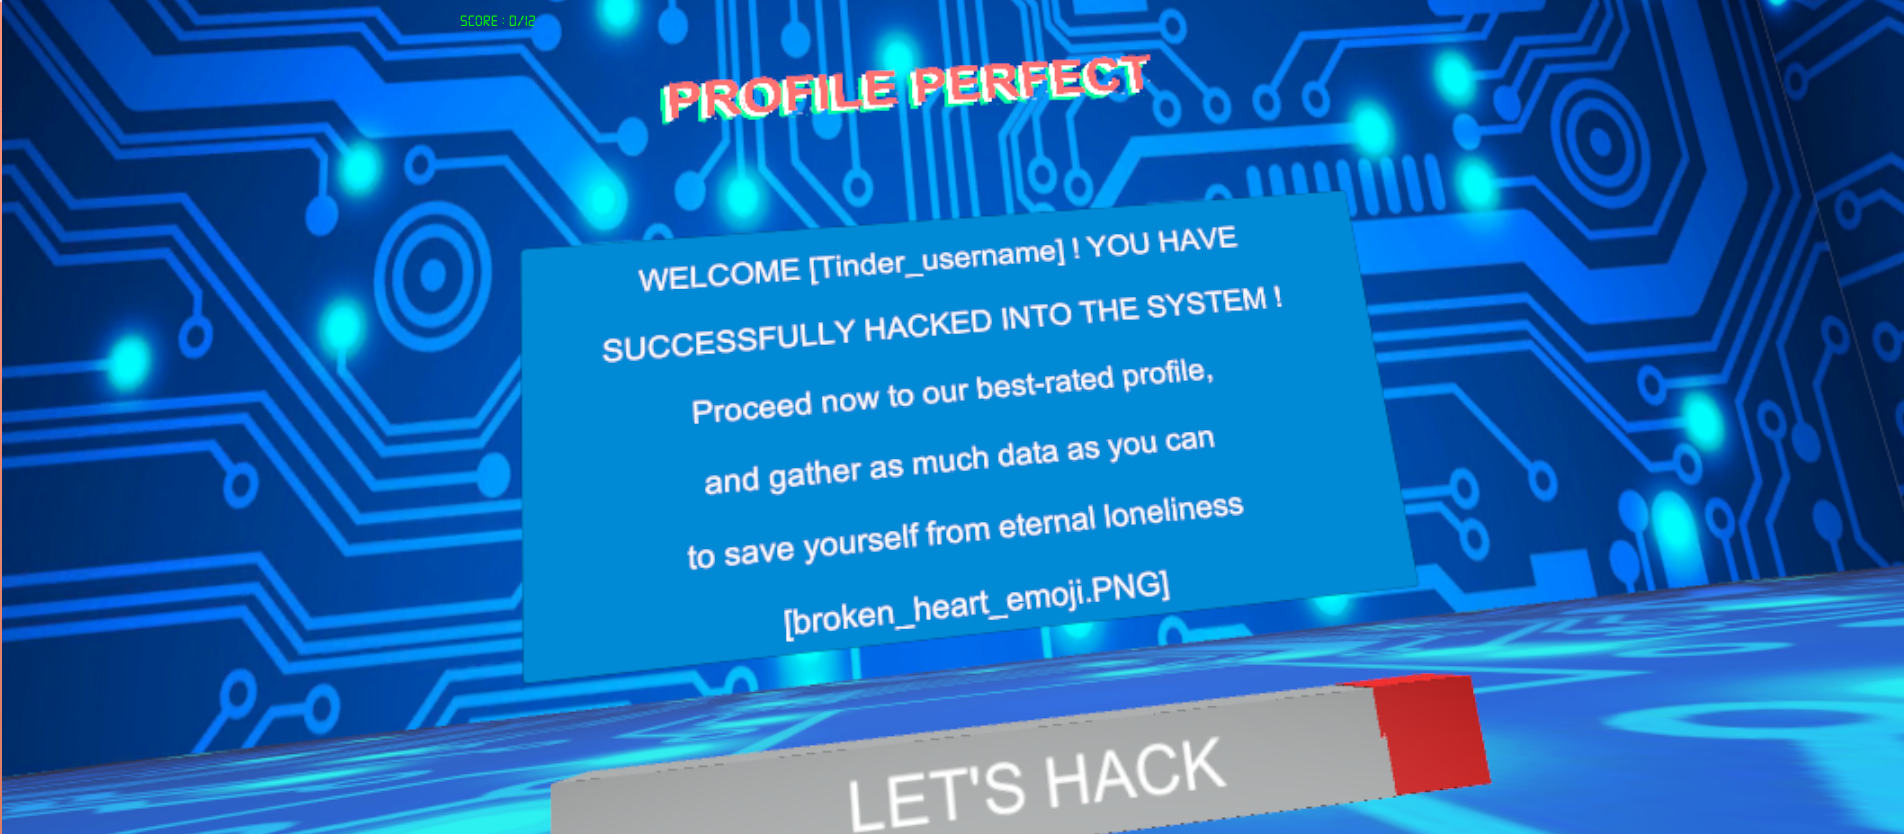 SCORE : 0/12
PROFILE PERFECT
WELCOME [Tinder_username] ! YOU HAVE
SUCCESSFULLY HACKED INTO THE SYSTEM !
Proceed now to our best-rated profile,
and gather as much data as you can
to save yourself from eternal loneliness
[broken_heart_emoji.PNG]
LET'S HACK